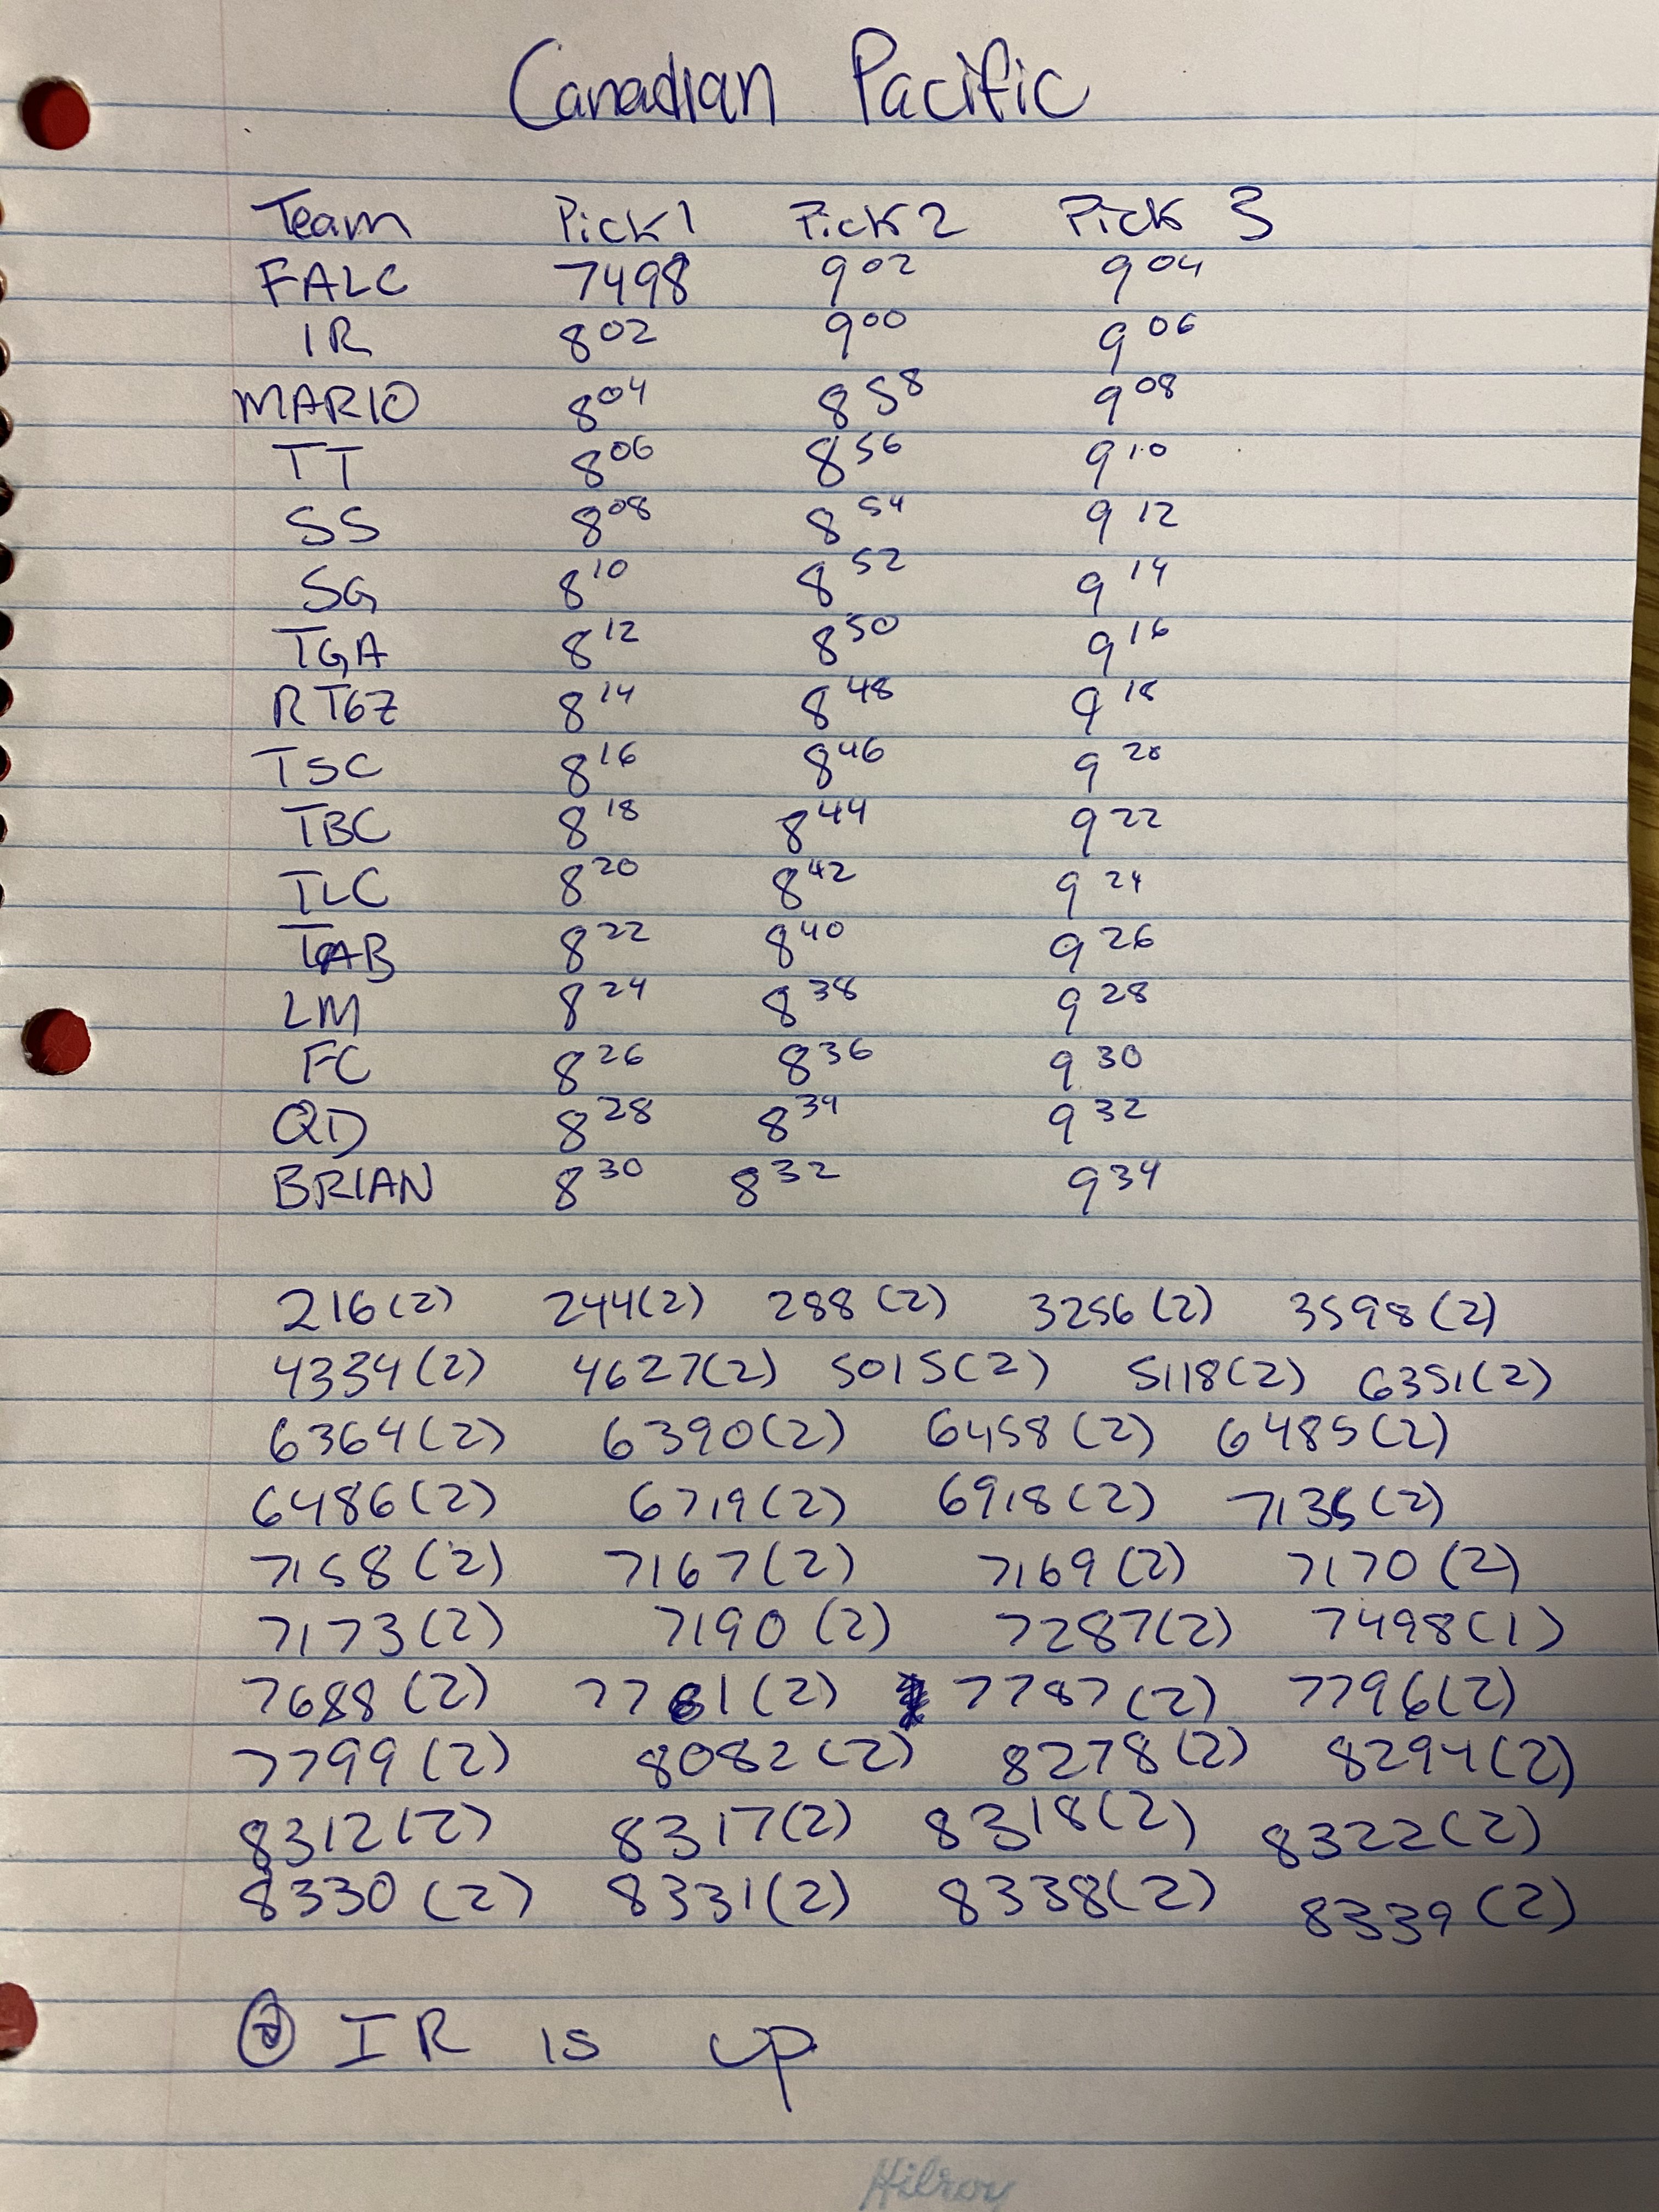 Canadian Pacific
Team Pick 1 Pick 2 Pick 3
FALC 7498 902 904
IR 802 900 906
MARIO 804 858 908
TT 806 856 910
SS 808 854 912
SG 810 852 914
TGA 812 850 916
RTGZ 814 848 918
TSC 816 846 920
TBC 818 844 922
TLC 820 842 924
TAB 822 840 926
LM 824 838 928
FC 826 836 930
QD 828 834 932
BRIAN 830 832 934
216(2) 244(2) 288(2) 3256(2) 3598(2)
4334(2) 4627(2) 5015(2) 5118(2) 6351(2)
6364(2) 6390(2) 6458(2) 6485(2)
6486(2) 6719(2) 6918(2) 7135(2)
7158(2) 7167(2) 7169(2) 7170(2)
7173(2) 7190(2) 7287(2) 7498(1)
7688(2) 7781(2) 7787(2) 7796(2)
7799(2) 8082(2) 8278(2) 8294(2)
8312(2) 8317(2) 8318(2) 8322(2)
8330(2) 8331(2) 8338(2) 8339(2)
IR is up
Hilroy